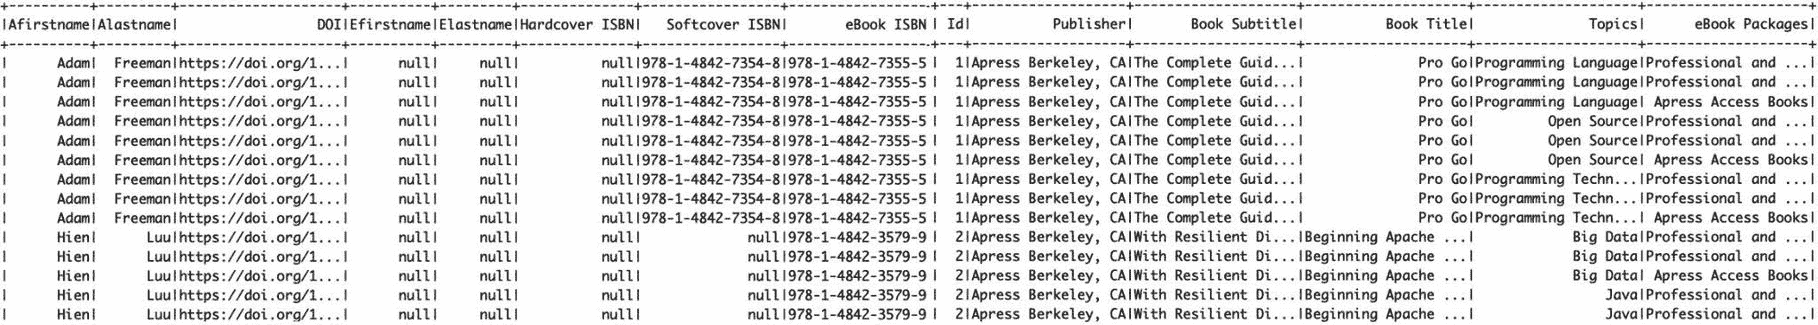 |Afirstname|Alastname| DOI|Efirstname|Elastname|Hardcover ISBN| Softcover ISBN| eBook ISBN | Id| Publisher| Book Subtitle| Book Title| Topics| eBook Packages|
| Adam| Freeman|https://doi.org/1...| null| null| null|978-1-4842-7354-8|978-1-4842-7355-5 | 1|Apress Berkeley, CA|The Complete Guid...| Pro Go|Programming Language|Professional and ...|
| Adam| Freeman|https://doi.org/1...| null| null| null|978-1-4842-7354-8|978-1-4842-7355-5 | 1|Apress Berkeley, CA|The Complete Guid...| Pro Go|Programming Language|Professional and ...|
| Adam| Freeman|https://doi.org/1...| null| null| null|978-1-4842-7354-8|978-1-4842-7355-5 | 1|Apress Berkeley, CA|The Complete Guid...| Pro Go|Programming Language| Apress Access Books|
| Adam| Freeman|https://doi.org/1...| null| null| null|978-1-4842-7354-8|978-1-4842-7355-5 | 1|Apress Berkeley, CA|The Complete Guid...| Pro Go| Open Source|Professional and ...|
| Adam| Freeman|https://doi.org/1...| null| null| null|978-1-4842-7354-8|978-1-4842-7355-5 | 1|Apress Berkeley, CA|The Complete Guid...| Pro Go| Open Source|Professional and ...|
| Adam| Freeman|https://doi.org/1...| null| null| null|978-1-4842-7354-8|978-1-4842-7355-5 | 1|Apress Berkeley, CA|The Complete Guid...| Pro Go| Open Source| Apress Access Books|
| Adam| Freeman|https://doi.org/1...| null| null| null|978-1-4842-7354-8|978-1-4842-7355-5 | 1|Apress Berkeley, CA|The Complete Guid...| Pro Go|Programming Techn...|Professional and ...|
| Adam| Freeman|https://doi.org/1...| null| null| null|978-1-4842-7354-8|978-1-4842-7355-5 | 1|Apress Berkeley, CA|The Complete Guid...| Pro Go|Programming Techn...|Professional and ...|
| Adam| Freeman|https://doi.org/1...| null| null| null|978-1-4842-7354-8|978-1-4842-7355-5 | 1|Apress Berkeley, CA|The Complete Guid...| Pro Go|Programming Techn...| Apress Access Books|
| Hien| Luu|https://doi.org/1...| null| null| null| null|978-1-4842-3579-9 | 2|Apress Berkeley, CA|With Resilient Di...|Beginning Apache ...| Big Data|Professional and ...|
| Hien| Luu|https://doi.org/1...| null| null| null| null|978-1-4842-3579-9 | 2|Apress Berkeley, CA|With Resilient Di...|Beginning Apache ...| Big Data|Professional and ...|
| Hien| Luu|https://doi.org/1...| null| null| null| null|978-1-4842-3579-9 | 2|Apress Berkeley, CA|With Resilient Di...|Beginning Apache ...| Big Data| Apress Access Books|
| Hien| Luu|https://doi.org/1...| null| null| null| null|978-1-4842-3579-9 | 2|Apress Berkeley, CA|With Resilient Di...|Beginning Apache ...| Java|Professional and ...|
| Hien| Luu|https://doi.org/1...| null| null| null| null|978-1-4842-3579-9 | 2|Apress Berkeley, CA|With Resilient Di...|Beginning Apache ...| Java|Professional and ...|